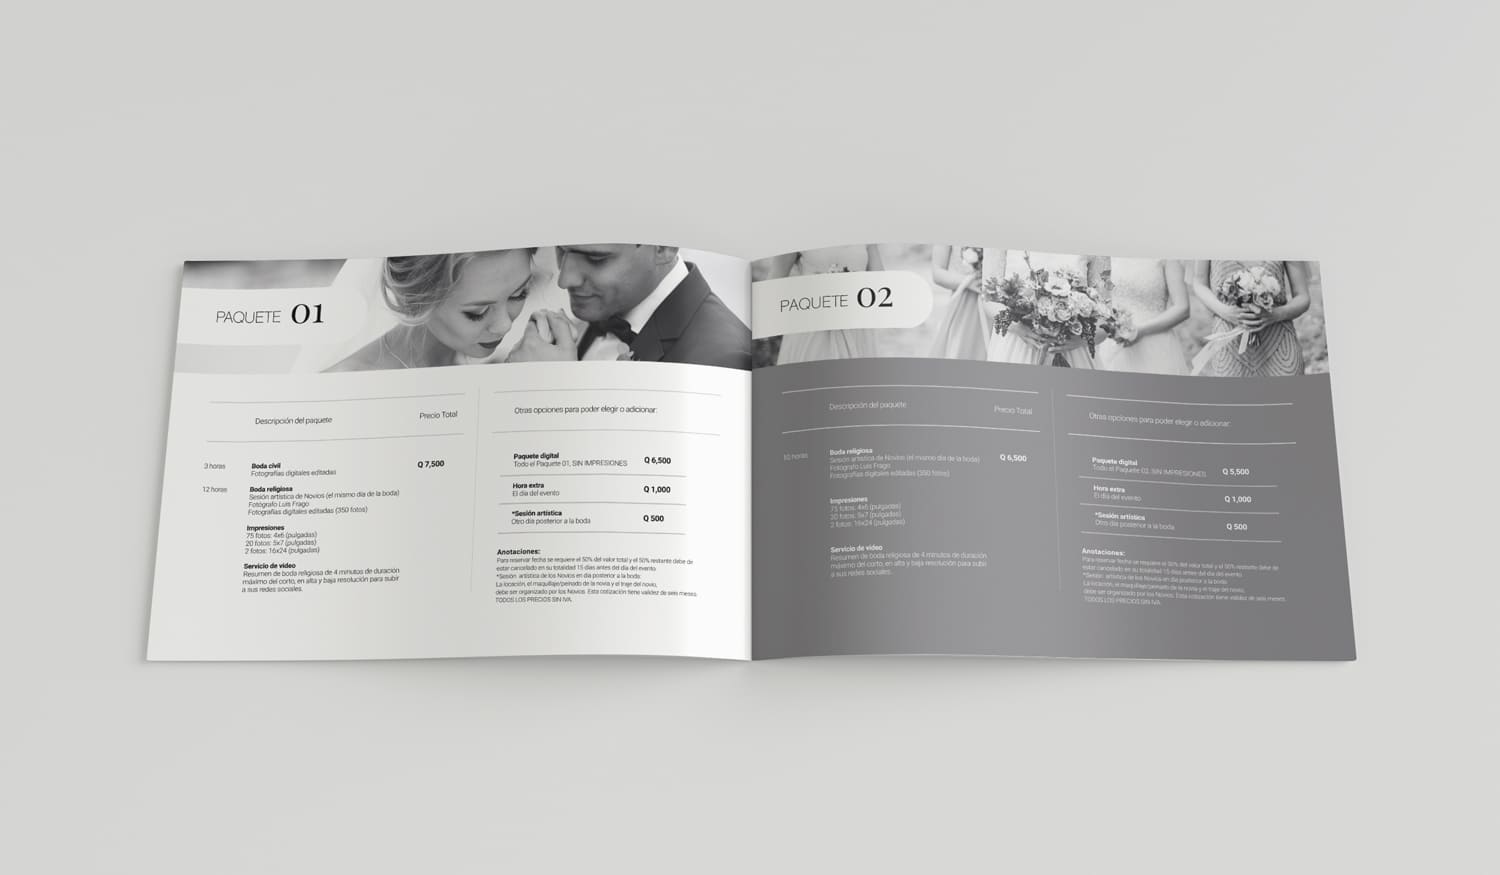 PAQUETE 01
Descripción del paquete
Precio Total
3 horas
Boda civil
Fotografías digitales editadas
Q 7,500
12 horas
Boda religiosa
Sesión artística de Novios (el mismo día de la boda)
Fotógrafo Luis Frago
Fotografías digitales editadas (350 fotos)
Impresiones
75 fotos: 4x6 (pulgadas)
20 fotos: 5x7 (pulgadas)
2 fotos: 16x24 (pulgadas)
Servicio de video
Resumen de boda religiosa de 4 minutos de duración
máximo del corto, en alta y baja resolución para subir
a sus redes sociales.
Otras opciones para poder elegir o adicionar:
Paquete digital
Todo el Paquete 01, SIN IMPRESIONES
Q 6,500
Hora extra
El día del evento
Q 1,000
*Sesión artística
Otro día posterior a la boda
Q 500
Anotaciones:
Para reservar fecha se requiere el 50% del valor total y el 50% restante debe de
estar cancelado en su totalidad 15 días antes del día del evento
*Sesión artística de los Novios en día posterior a la boda:
La locación, el maquillaje/peinado de la novia y el traje del novio,
debe ser organizado por los Novios. Esta cotización tiene validez de seis meses.
TODOS LOS PRECIOS SIN IVA.
PAQUETE 02
Descripción del paquete
Precio Total
10 horas
Boda religiosa
Sesión artística de Novios (el mismo día de la boda)
Fotógrafo Luis Frago
Fotografías digitales editadas (350 fotos)
Q 6,500
Impresiones
75 fotos: 4x6 (pulgadas)
20 fotos: 5x7 (pulgadas)
2 fotos: 16x24 (pulgadas)
Servicio de video
Resumen de boda religiosa de 4 minutos de duración
máximo del corto, en alta y baja resolución para subir
a sus redes sociales.
Otras opciones para poder elegir o adicionar:
Paquete digital
Todo el Paquete 02, SIN IMPRESIONES
Q 5,500
Hora extra
El día del evento
Q 1,000
*Sesión artística
Otro día posterior a la boda
Q 500
Anotaciones:
Para reservar fecha se requiere el 50% del valor total y el 50% restante debe de
estar cancelado en su totalidad 15 días antes del día del evento
*Sesión artística de los Novios en día posterior a la boda:
La locación, el maquillaje/peinado de la novia y el traje del novio,
debe ser organizado por los Novios. Esta cotización tiene validez de seis meses.
TODOS LOS PRECIOS SIN IVA.